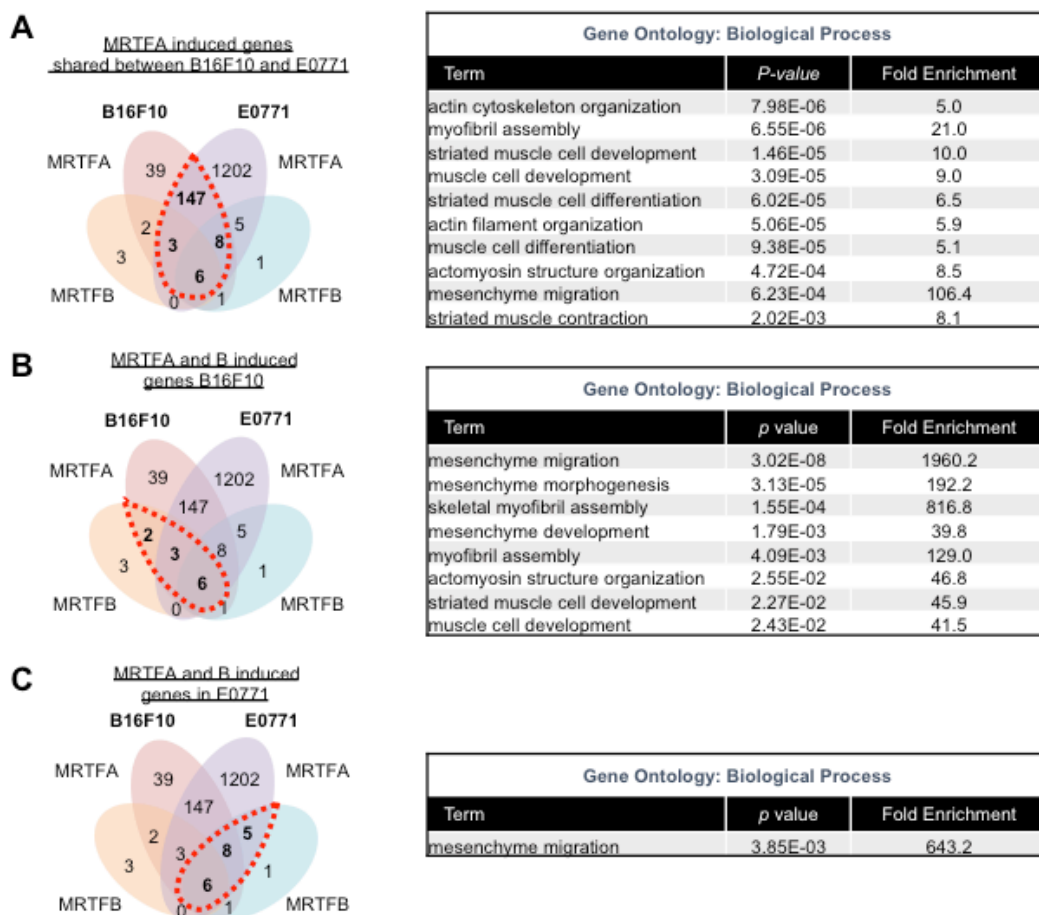 A
MRTFA induced genes
shared between B16F10 and E0771
B16F10 E0771
MRTFA MRTFA
39 1202
147
2 5
3 8
3 1
6
MRTFB MRTFB
0 1
Gene Ontology: Biological Process
Term P-value Fold Enrichment
actin cytoskeleton organization 7.98E-06 5.0
myofibril assembly 6.55E-06 21.0
striated muscle cell development 1.46E-05 10.0
muscle cell development 3.09E-05 9.0
striated muscle cell differentiation 6.02E-05 6.5
actin filament organization 5.06E-05 5.9
muscle cell differentiation 9.38E-05 5.1
actomyosin structure organization 4.72E-04 8.5
mesenchyme migration 6.23E-04 106.4
striated muscle contraction 2.02E-03 8.1
B
MRTFA and B induced
genes B16F10
B16F10 E0771
MRTFA MRTFA
39 1202
147
2 5
3 8
3 1
6
MRTFB MRTFB
0 1
Gene Ontology: Biological Process
Term p value Fold Enrichment
mesenchyme migration 3.02E-08 1960.2
mesenchyme morphogenesis 3.13E-05 192.2
skeletal myofibril assembly 1.55E-04 816.8
mesenchyme development 1.79E-03 39.8
myofibril assembly 4.09E-03 129.0
actomyosin structure organization 2.55E-02 46.8
striated muscle cell development 2.27E-02 45.9
muscle cell development 2.43E-02 41.5
C
MRTFA and B induced
genes in E0771
B16F10 E0771
MRTFA MRTFA
39 1202
147
2 5
3 8
3 1
6
MRTFB MRTFB
0 1
Gene Ontology: Biological Process
Term p value Fold Enrichment
mesenchyme migration 3.85E-03 643.2